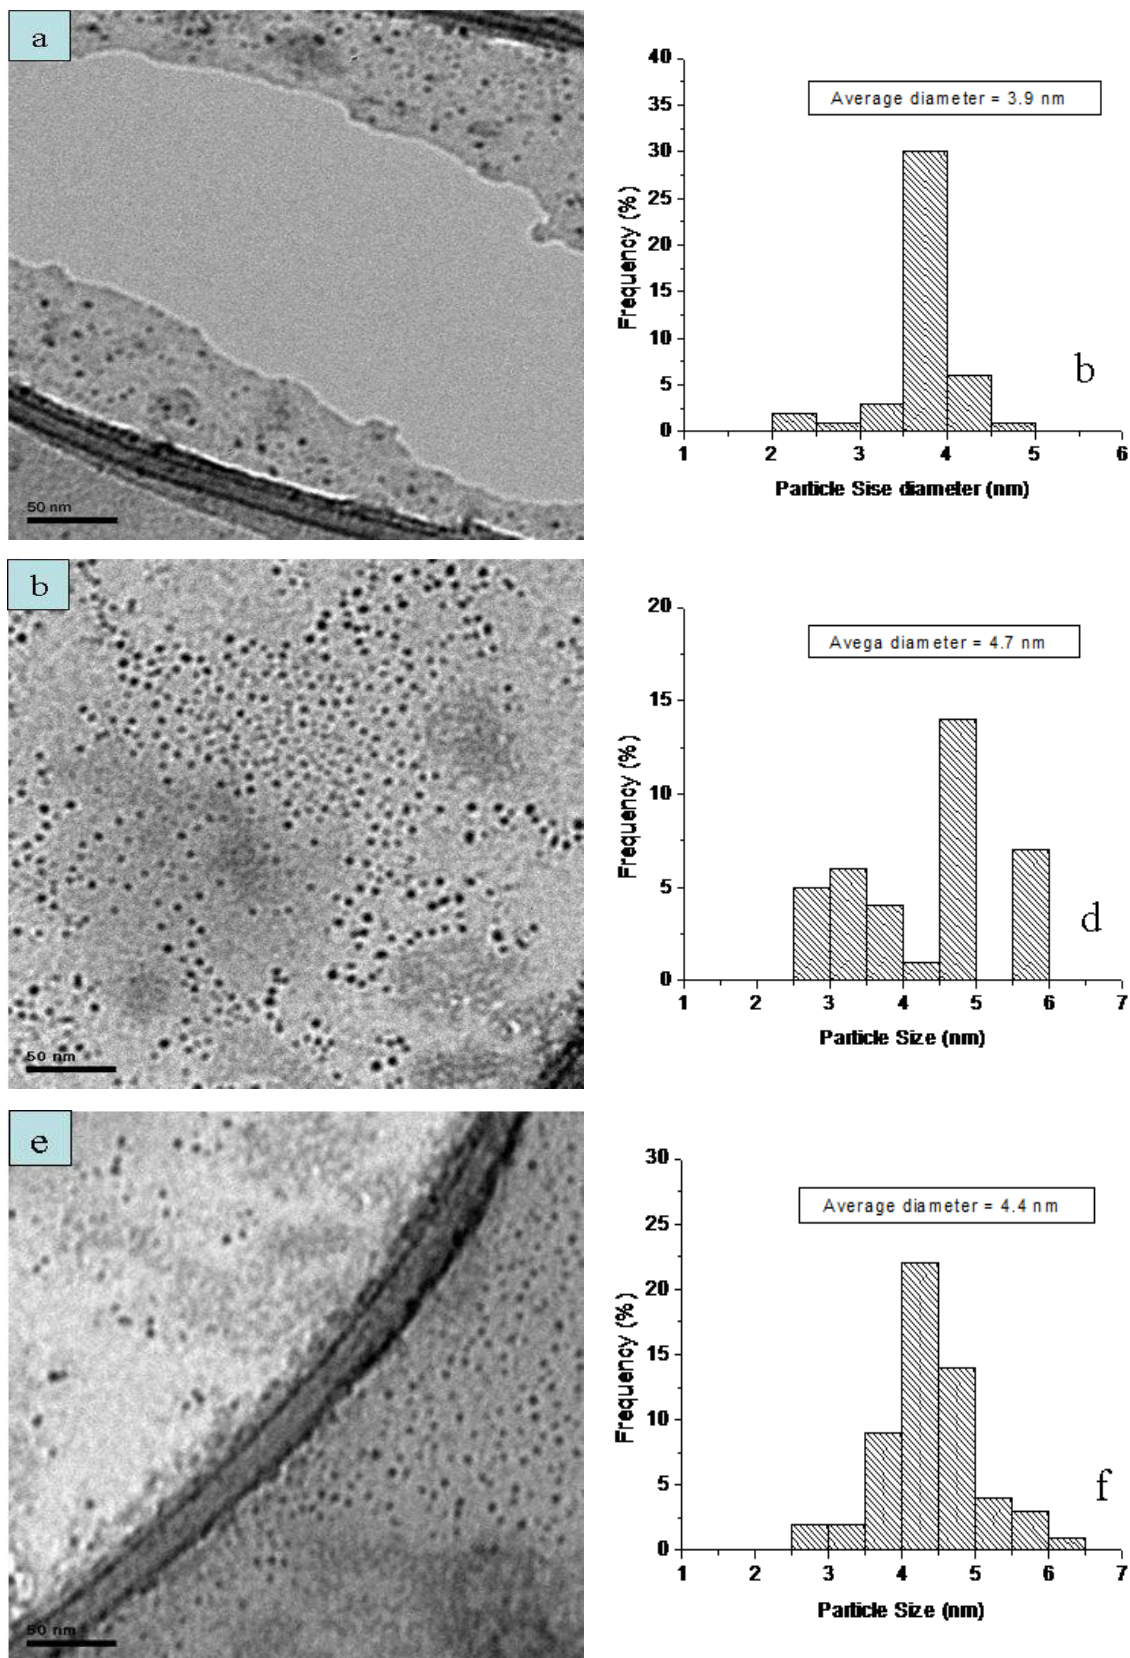 a
50 nm
40
35
30
25
20
15
10
5
0
Frequency (%)
Average diameter = 3.9 nm
b
1 2 3 4 5 6
Particle Sise diameter (nm)
b
50 nm
20
15
10
5
0
Frequency (%)
Avega diameter = 4.7 nm
d
1 2 3 4 5 6 7
Particle Size (nm)
e
50 nm
30
25
20
15
10
5
0
Frequency (%)
Average diameter = 4.4 nm
f
1 2 3 4 5 6 7
Particle Size (nm)